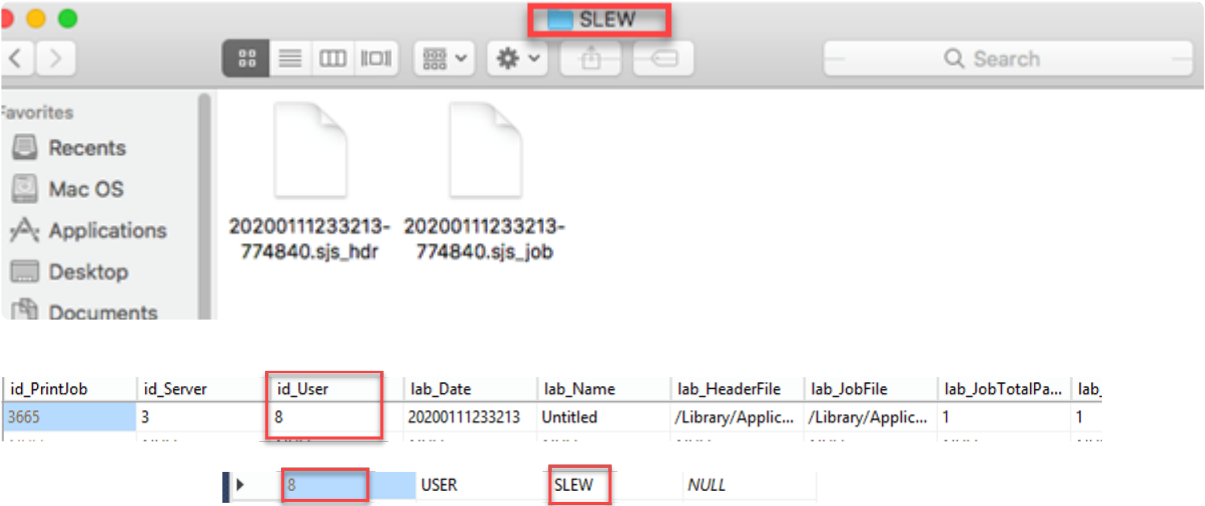 SLEW
Search
Favorites
Recents
Mac OS
Applications
Desktop
Documents
20200111233213-
774840.sjs_hdr
20200111233213-
774840.sjs_job
id_PrintJob id_Server id_User lab_Date lab_Name lab_HeaderFile lab_JobFile lab_JobTotalPa... lab_
3665 3 8 20200111233213 Untitled /Library/Applic... /Library/Applic... 1 1
8 USER SLEW NULL